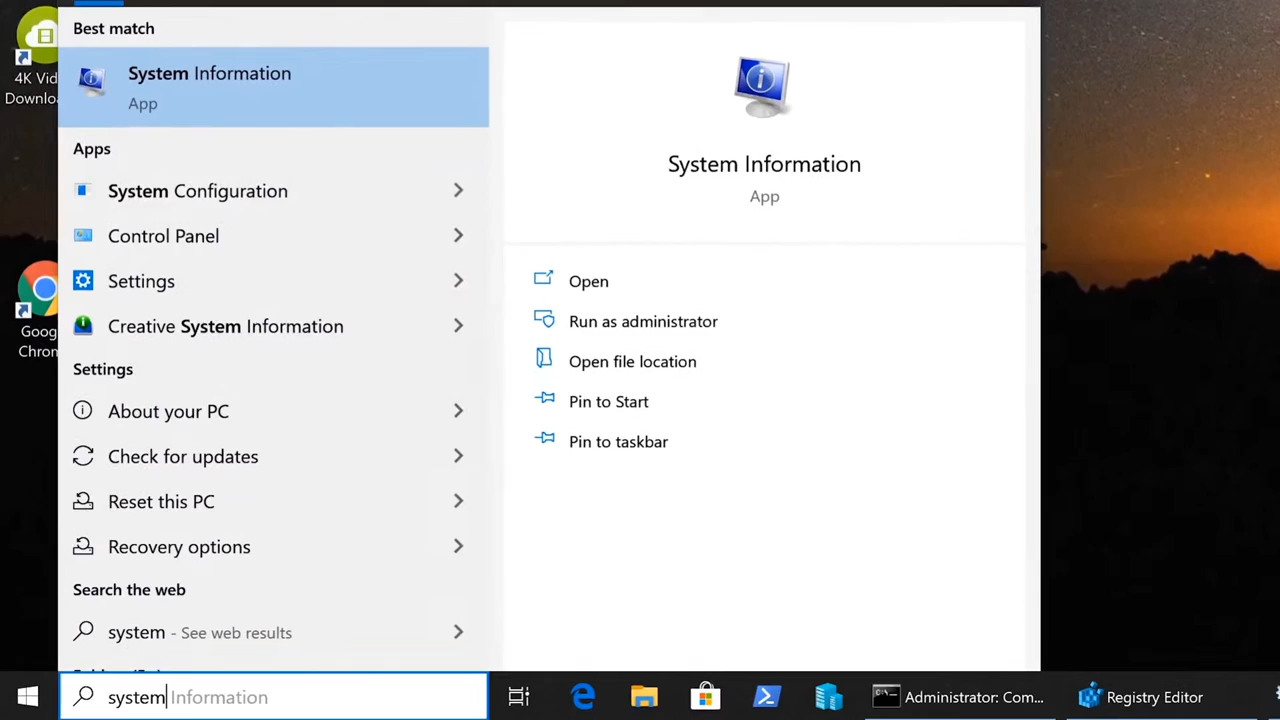 4K Vid
Downlo
Goog
Chron
Best match
System Information
App
Apps
System Configuration
Control Panel
Settings
Creative System Information
Settings
About your PC
Check for updates
Reset this PC
Recovery options
Search the web
system - See web results
system Information
System Information
App
Open
Run as administrator
Open file location
Pin to Start
Pin to taskbar
Administrator: Com...
Registry Editor